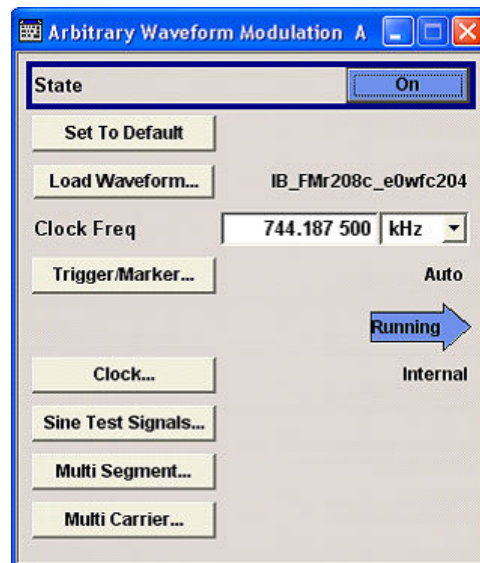 Arbitrary Waveform Modulation A
State On
Set To Default
Load Waveform... IB_FMr208c_e0wfc204
Clock Freq 744.187 500 kHz
Trigger/Marker... Auto
Running
Clock... Internal
Sine Test Signals...
Multi Segment...
Multi Carrier...